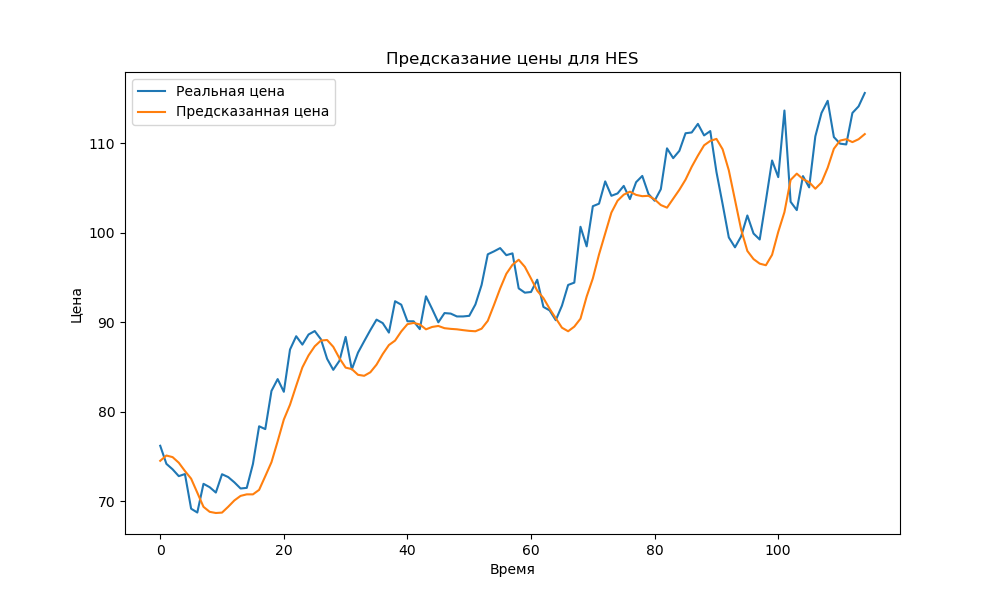 Предсказание цены для HES
Реальная цена
Предсказанная цена
Цена
110
100
90
80
70
0 20 40 60 80 100
Время